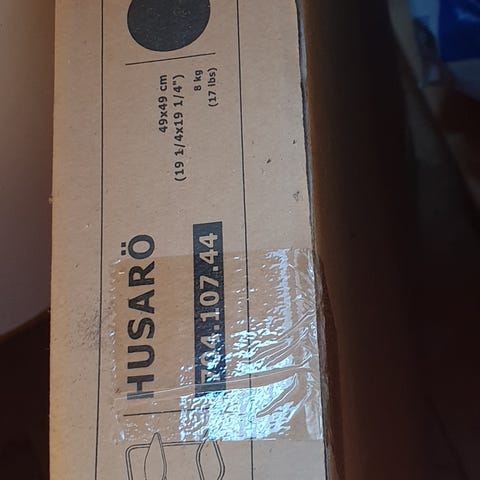 HUSARÖ
704.107.44
49x49 cm
(19 1/4x19 1/4")
8 kg
(17 lbs)